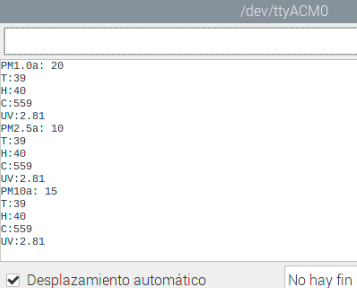 /dev/ttyACM0
PM1.0a: 20
T:39
H:40
C:559
UV:2.81
PM2.5a: 10
T:39
H:40
C:559
UV:2.81
PM10a: 15
T:39
H:40
C:559
UV:2.81
Desplazamiento automático
No hay fin